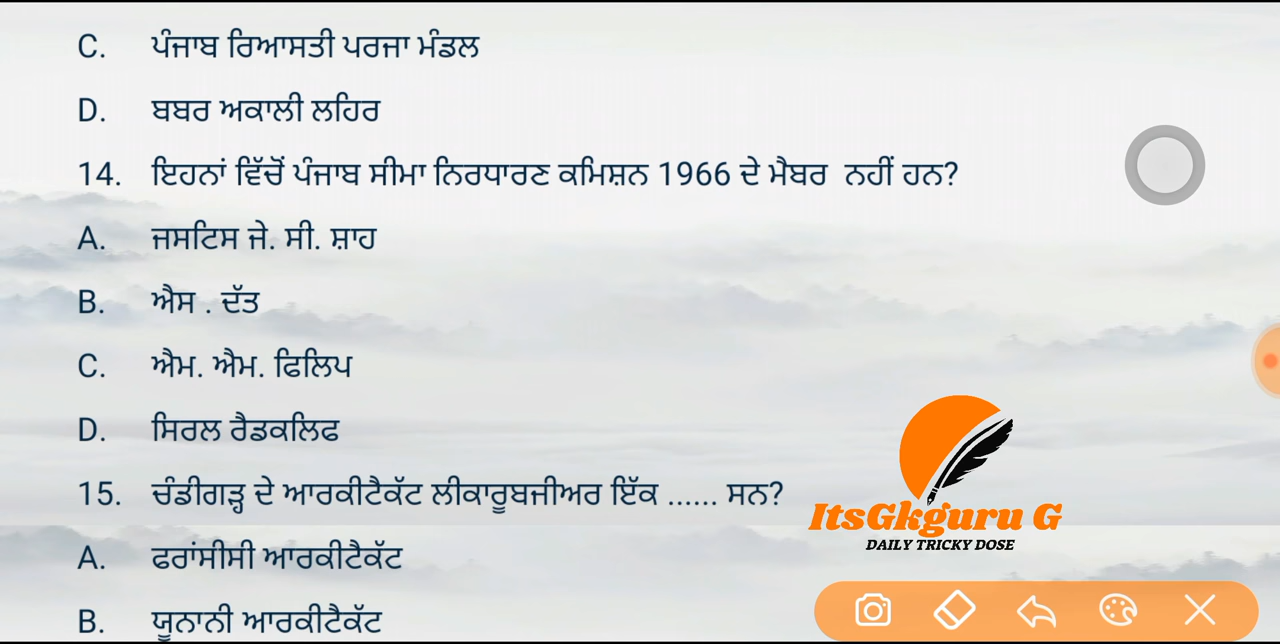 C. ਪੰਜਾਬ ਰਿਆਸਤੀ ਪਰਜਾ ਮੰਡਲ
D. ਬਬਰ ਅਕਾਲੀ ਲਹਿਰ
14. ਇਹਨਾਂ ਵਿੱਚੋਂ ਪੰਜਾਬ ਸੀਮਾ ਨਿਰਧਾਰਣ ਕਮਿਸ਼ਨ 1966 ਦੇ ਮੈਬਰ ਨਹੀਂ ਹਨ?
A. ਜਸਟਿਸ ਜੇ. ਸੀ. ਸ਼ਾਹ
B. ਐਸ . ਦੱਤ
C. ਐਮ. ਐਮ. ਫਿਲਿਪ
D. ਸਿਰਲ ਰੈਡਕਲਿਫ
15. ਚੰਡੀਗੜ੍ਹ ਦੇ ਆਰਕੀਟੈਕੱਟ ਲੀਕਾਰੂਬਜੀਅਰ ਇੱਕ ...... ਸਨ?
ItsGkguru G
DAILY TRICKY DOSE
A. ਫਰਾਂਸੀਸੀ ਆਰਕੀਟੈਕੱਟ
B. ਯੂਨਾਨੀ ਆਰਕੀਟੈਕੱਟ